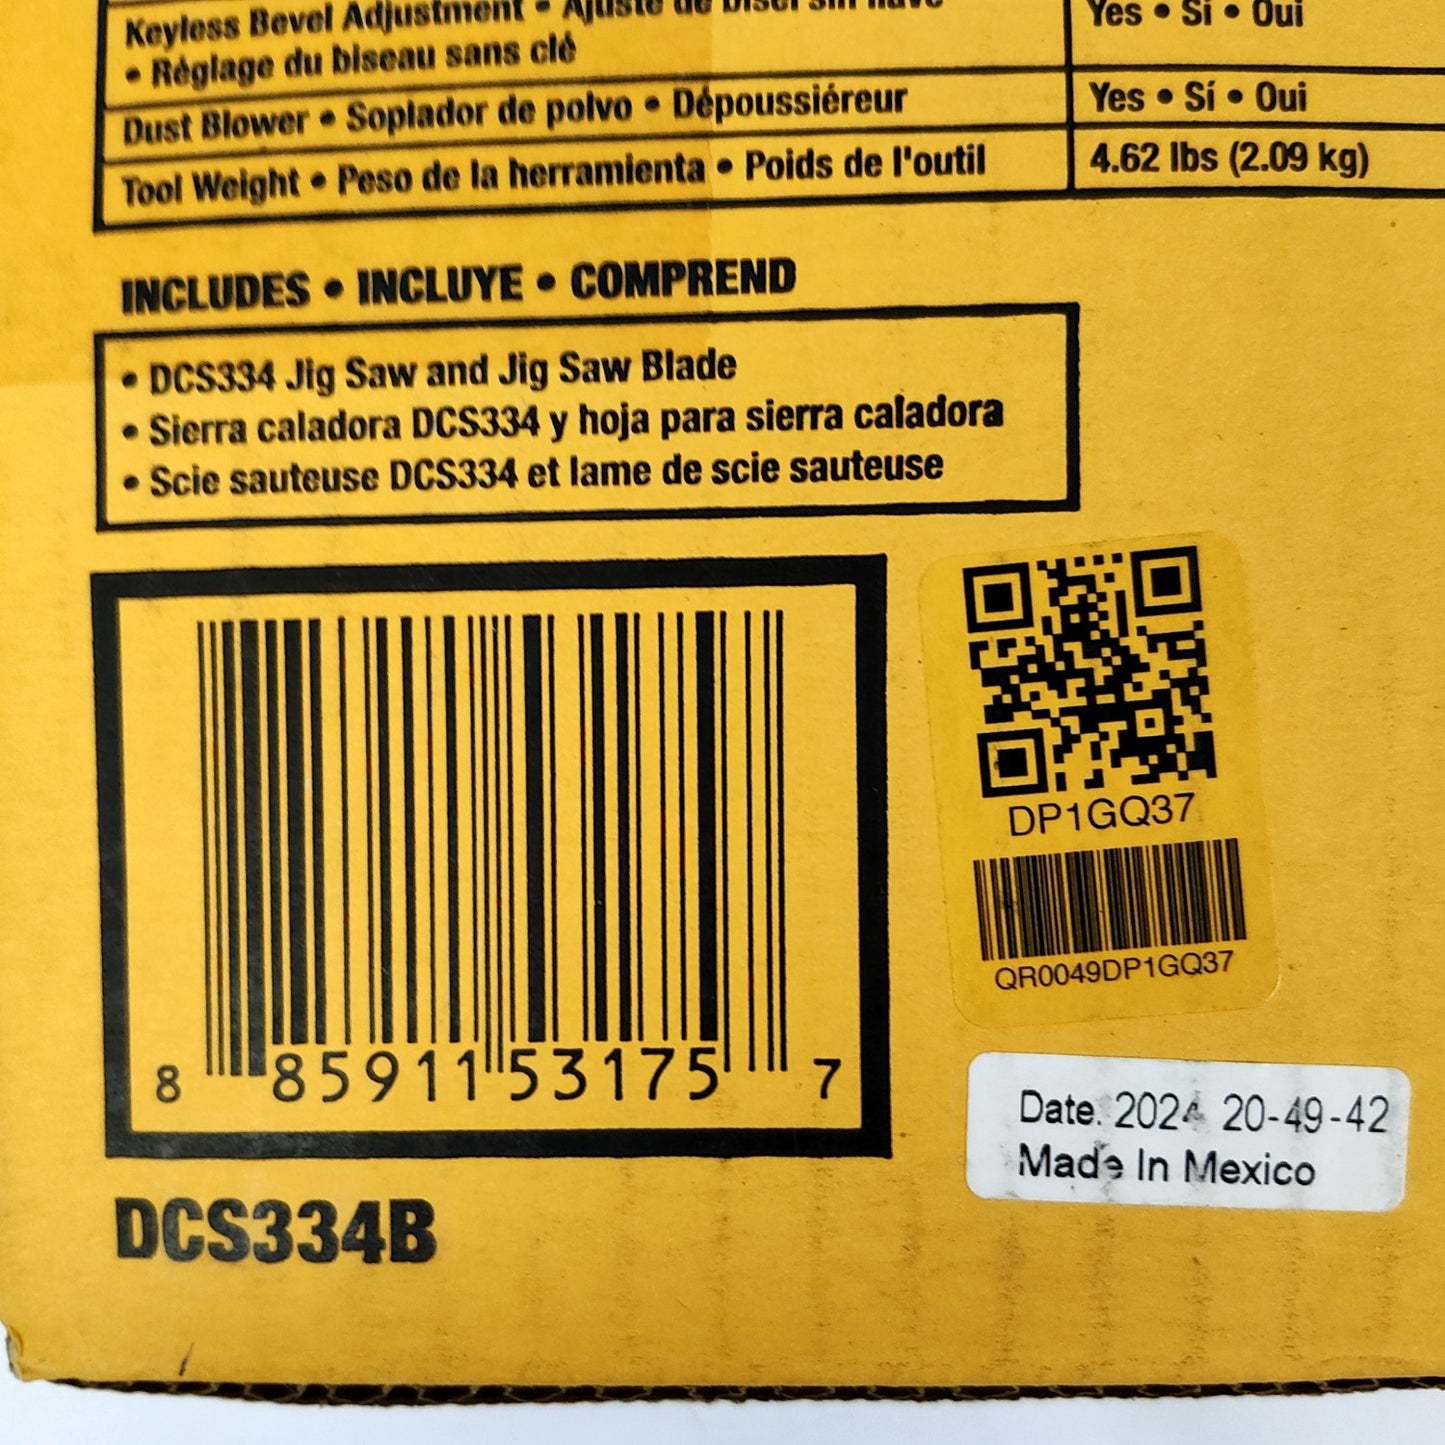 Keyless Bevel Adjustment • Ajuste de bisel sin llave
• Réglage du biseau sans clé
Yes • Sí • Oui
Dust Blower • Soplador de polvo • Dépoussiéreur
Yes • Sí • Oui
Tool Weight • Peso de la herramienta • Poids de l'outil
4.62 lbs (2.09 kg)
INCLUDES • INCLUYE • COMPREND
• DCS334 Jig Saw and Jig Saw Blade
• Sierra caladora DCS334 y hoja para sierra caladora
• Scie sauteuse DCS334 et lame de scie sauteuse
8 85911 53175 7
DCS334B
DP1GQ37
QR0049DP1GQ37
Date. 2024 20-49-42
Made In Mexico